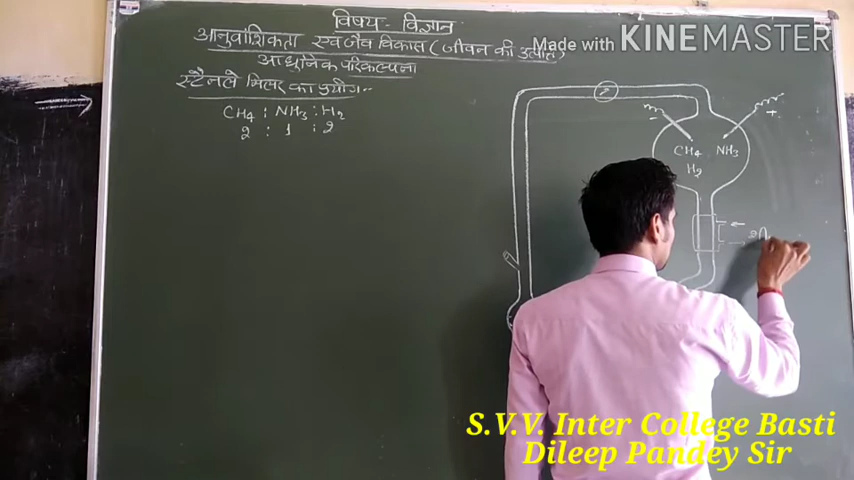 विषय- विज्ञान
आनुवांशिकता एवं जैव विकास ( जीवन की उत्पत्ति )
Made with KINEMASTER
आधुनिक परिकल्पना
स्टैनले मिलर का प्रयोग -
CH4 : NH3 : H2
2 : 1 : 2
- +
CH4 NH3
H2
S.V.M Inter College Basti
Dileep Pandey Sir